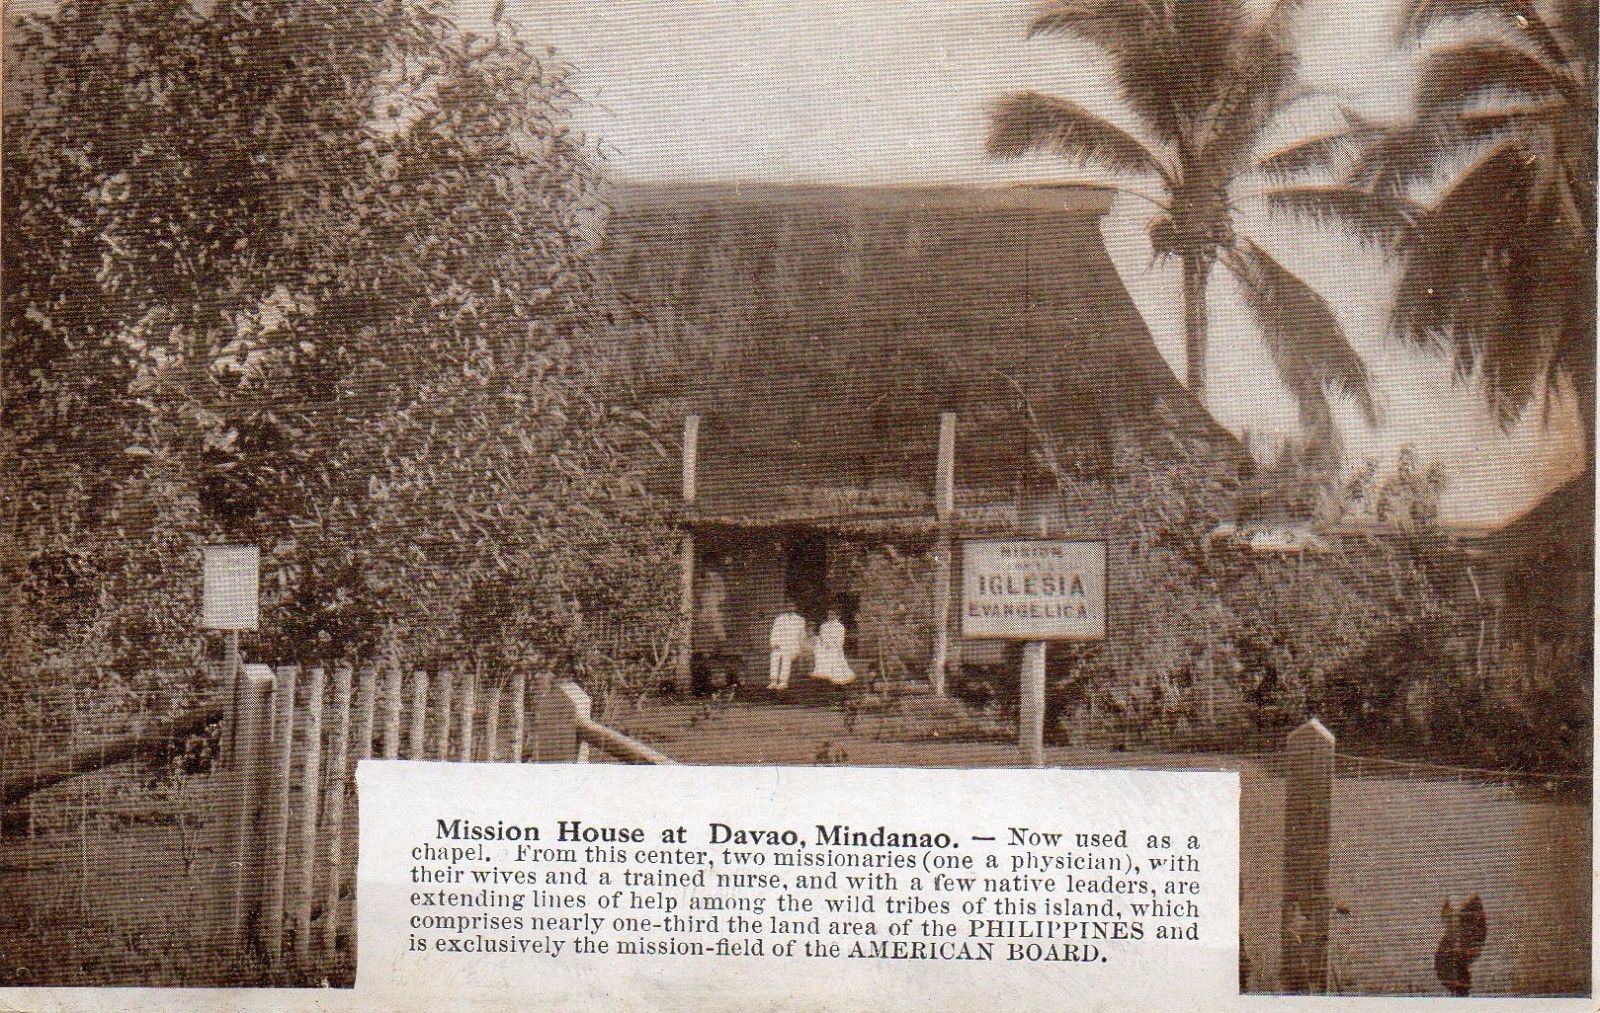 MISION
IGLESIA
EVANGELICA
Mission House at Davao, Mindanao. — Now used as a
chapel. From this center, two missionaries (one a physician), with
their wives and a trained nurse, and with a few native leaders, are
extending lines of help among the wild tribes of this island, which
comprises nearly one-third the land area of the PHILIPPINES and
is exclusively the mission-field of the AMERICAN BOARD.